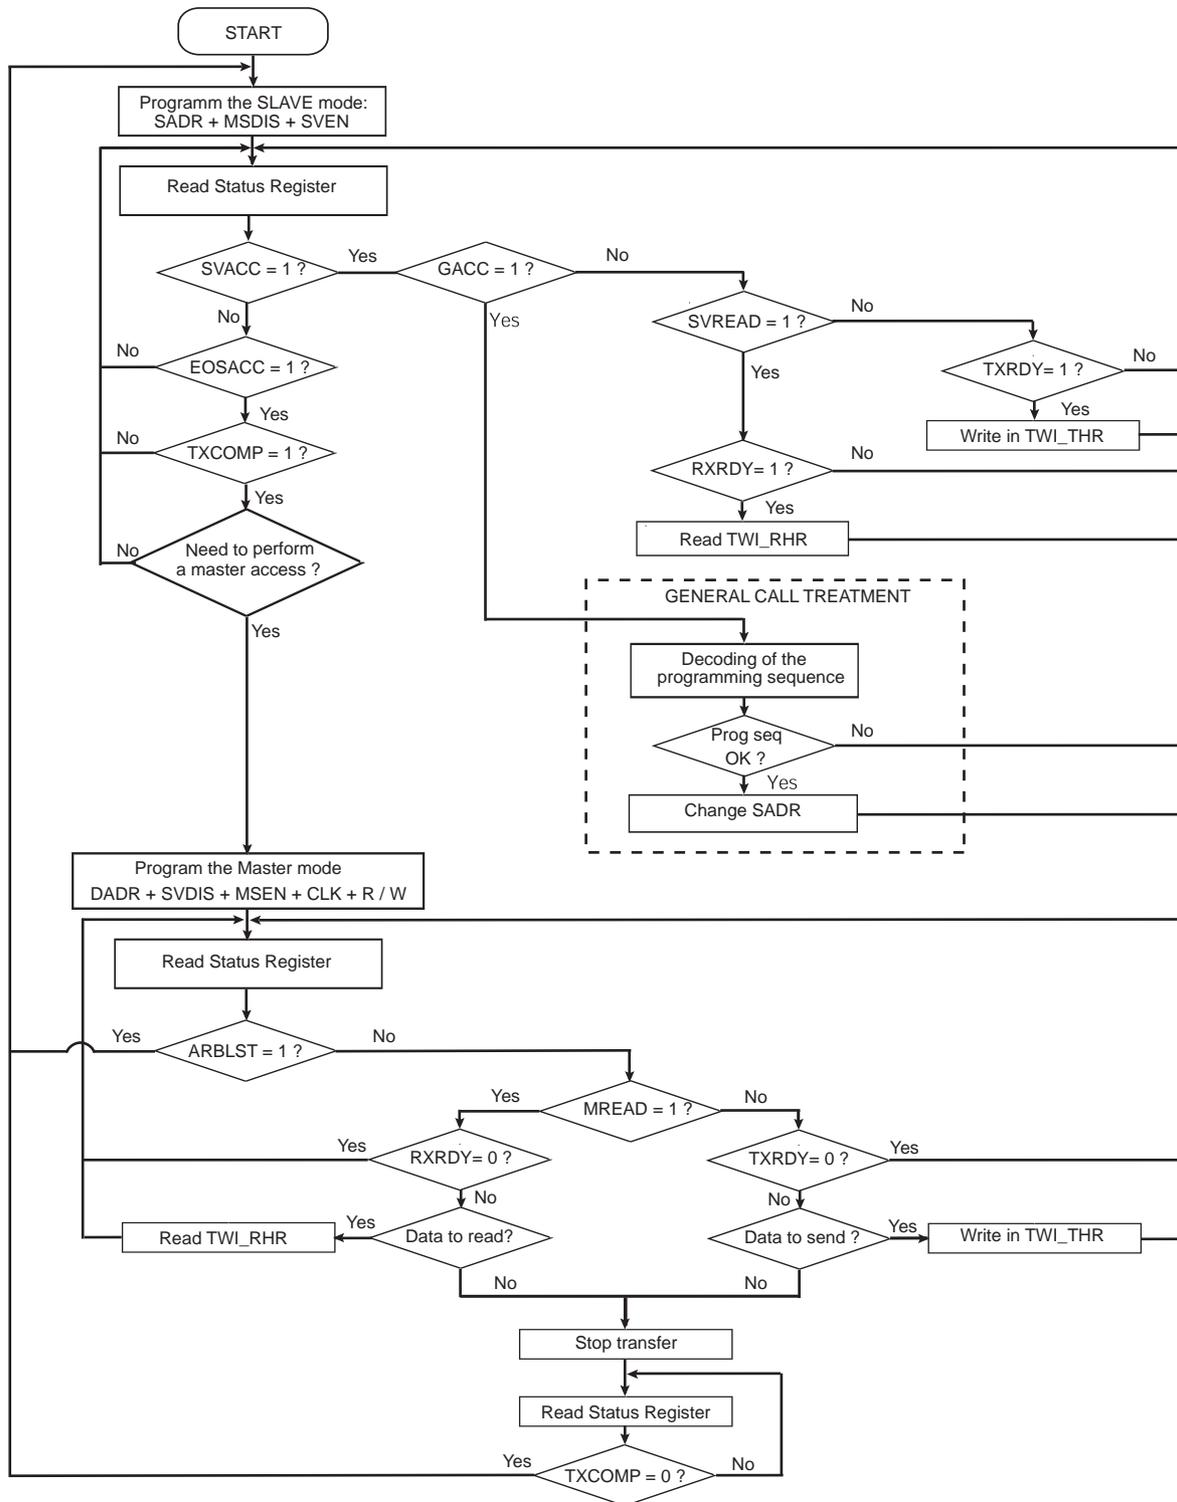 START
Programm the SLAVE mode:
SADR + MSDIS + SVEN
Read Status Register
SVACC = 1 ?
Yes
GACC = 1 ?
No
No
Yes
SVREAD = 1 ?
No
EOSACC = 1 ?
No
Yes
TXRDY= 1 ?
No
Yes
Yes
Write in TWI_THR
TXCOMP = 1 ?
No
Yes
RXRDY= 1 ?
No
Yes
Read TWI_RHR
Need to perform
a master access ?
No
Yes
GENERAL CALL TREATMENT
Decoding of the
programming sequence
Prog seq
OK ?
No
Yes
Change SADR
Program the Master mode
DADR + SVDIS + MSEN + CLK + R / W
Read Status Register
Yes
ARBLST = 1 ?
No
Yes
MREAD = 1 ?
No
Yes
RXRDY= 0 ?
TXRDY= 0 ?
Yes
No
No
Read TWI_RHR
Yes
Data to read?
Data to send ?
Yes
Write in TWI_THR
No
No
Stop transfer
Read Status Register
Yes
TXCOMP = 0 ?
No